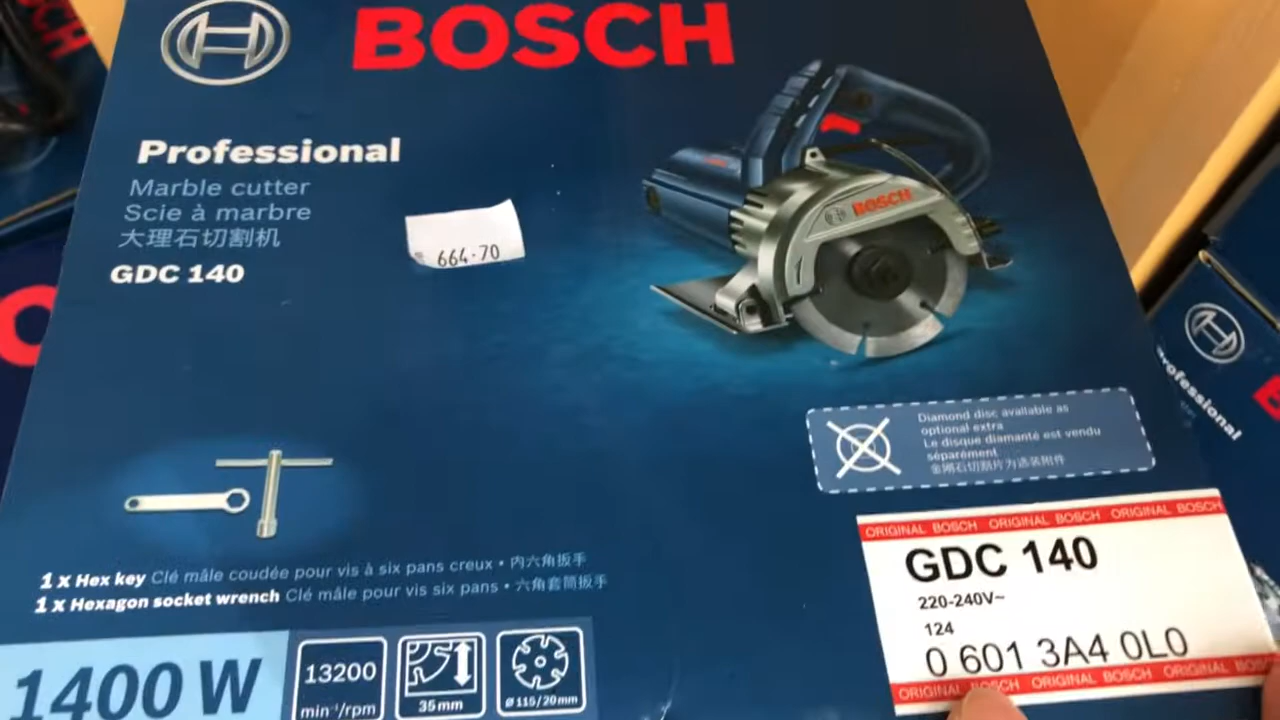 BOSCH
Professional
Marble cutter
Scie à marbre
大理石切割机
GDC 140
664-70
BOSCH
Diamond disc available as
optional extra
Le disque diamanté est vendu
séparément
金刚石切割片为选装附件
ORIGINAL BOSCH ORIGINAL BOSCH ORIGINAL BOSCH
GDC 140
220-240V~
124
0 601 3A4 0L0
ORIGINAL BOSCH ORIGINAL BOSCH ORIGINAL BOSCH
1 x Hex key Clé mâle coudée pour vis à six pans creux • 内六角扳手
1 x Hexagon socket wrench Clé mâle pour vis six pans • 六角套筒扳手
1400 W
13200
min⁻¹/rpm
35 mm
Ø 115/20 mm
Professional